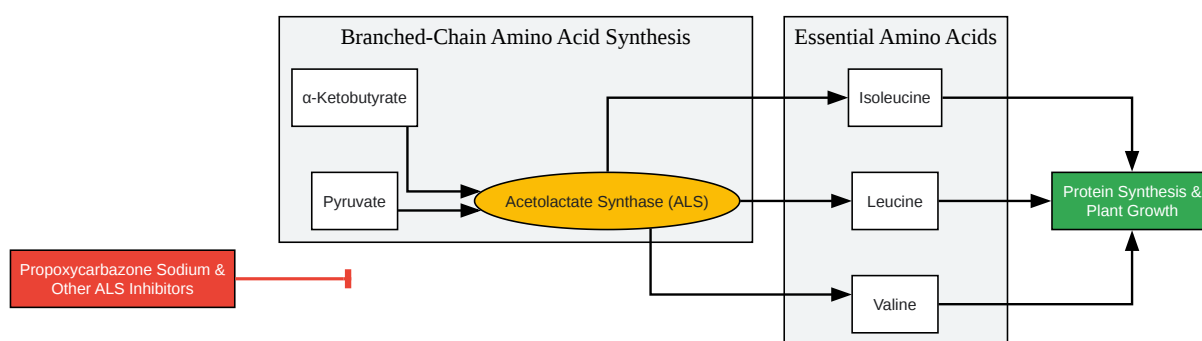 Branched-Chain Amino Acid Synthesis
Essential Amino Acids
α-Ketobutyrate
Isoleucine
Pyruvate
Acetolactate Synthase (ALS)
Leucine
Protein Synthesis &
Plant Growth
Propoxycarbazone Sodium &
Other ALS Inhibitors
Valine